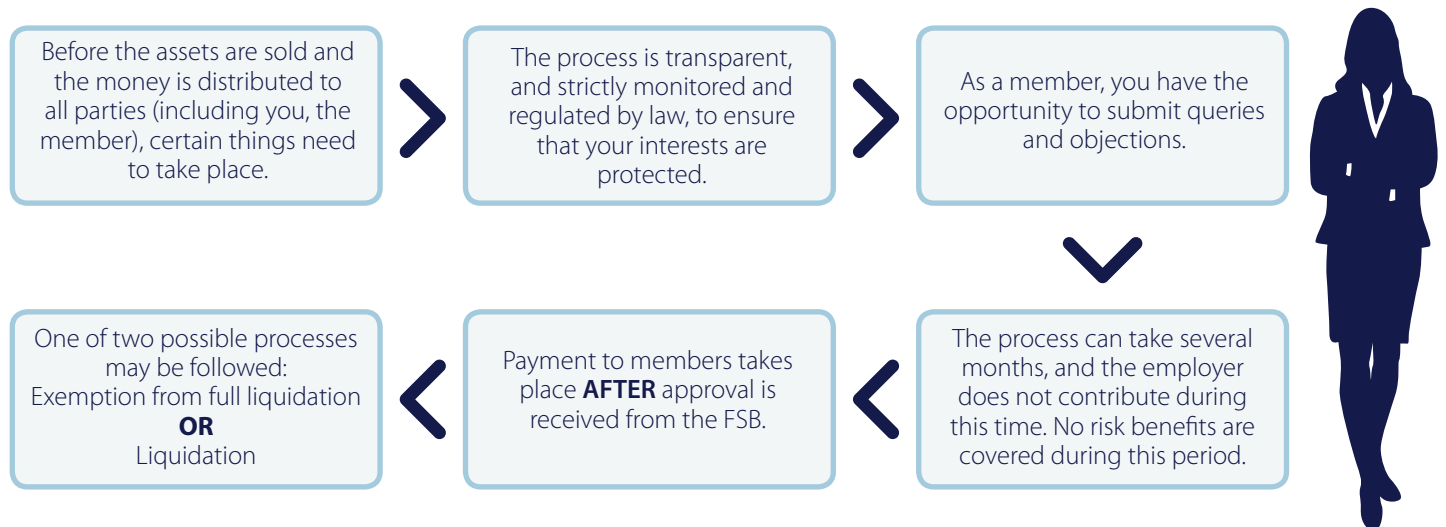 Before the assets are sold and
the money is distributed to
all parties (including you, the
member), certain things need
to take place.
The process is transparent,
and strictly monitored and
regulated by law, to ensure
that your interests are
protected.
As a member, you have the
opportunity to submit queries
and objections.
The process can take several
months, and the employer
does not contribute during
this time. No risk benefits are
covered during this period.
Payment to members takes
place AFTER approval is
received from the FSB.
One of two possible processes
may be followed:
Exemption from full liquidation
OR
Liquidation